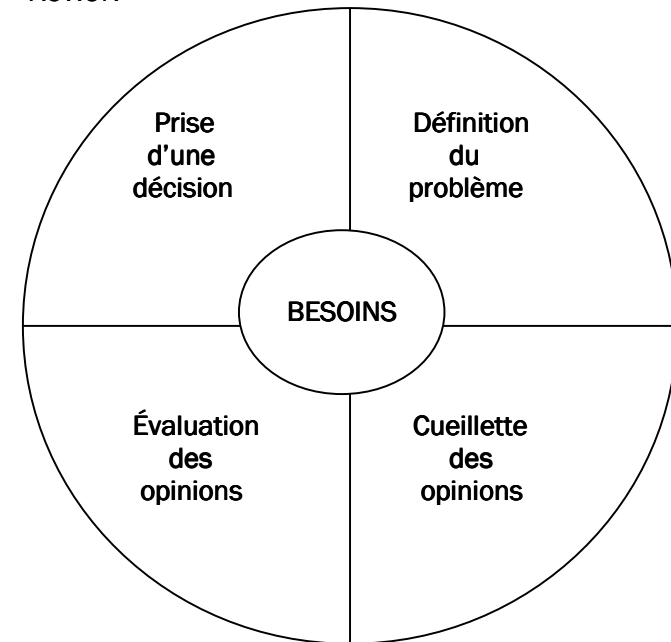 Prise
d'une
décision
Définition
du
problème
BESOINS
Évaluation
des
opinions
Cueillette
des
opinions